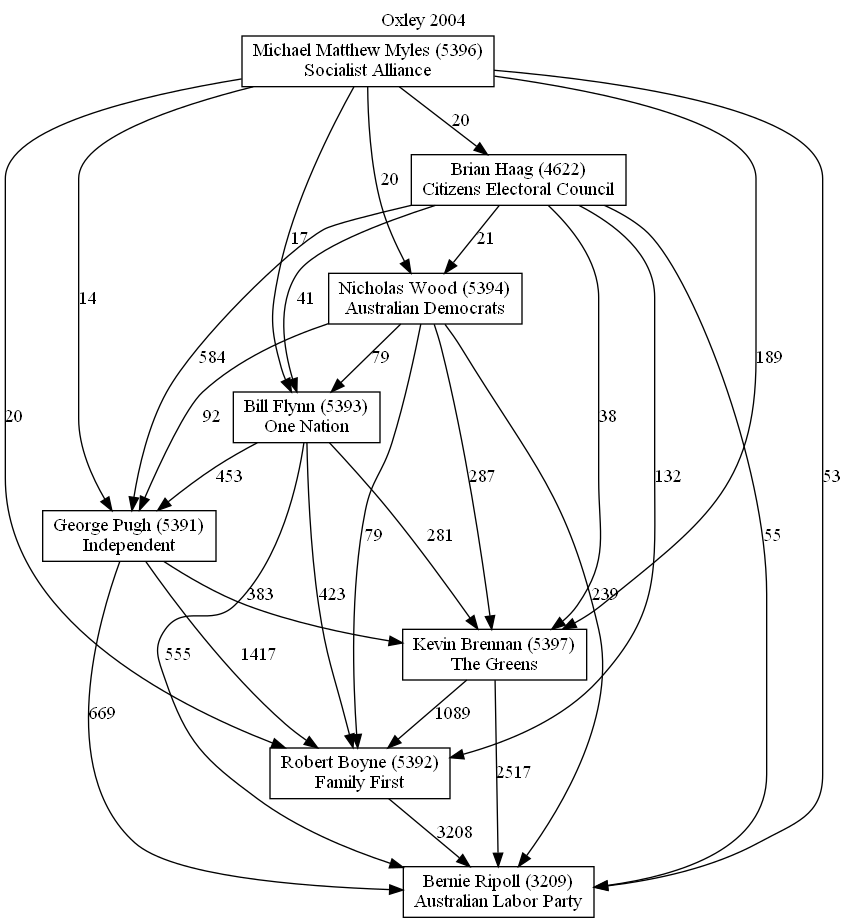 Oxley 2004
Michael Matthew Myles (5396)
Socialist Alliance
20
Brian Haag (4622)
Citizens Electoral Council
20
21
17
14
41
Nicholas Wood (5394)
Australian Democrats
584
79
189
Bill Flynn (5393)
One Nation
20
92
38
453
287
132
53
George Pugh (5391)
Independent
79
281
55
383
423
239
Kevin Brennan (5397)
The Greens
555
1417
669
1089
Robert Boyne (5392)
Family First
2517
3208
Bernie Ripoll (3209)
Australian Labor Party